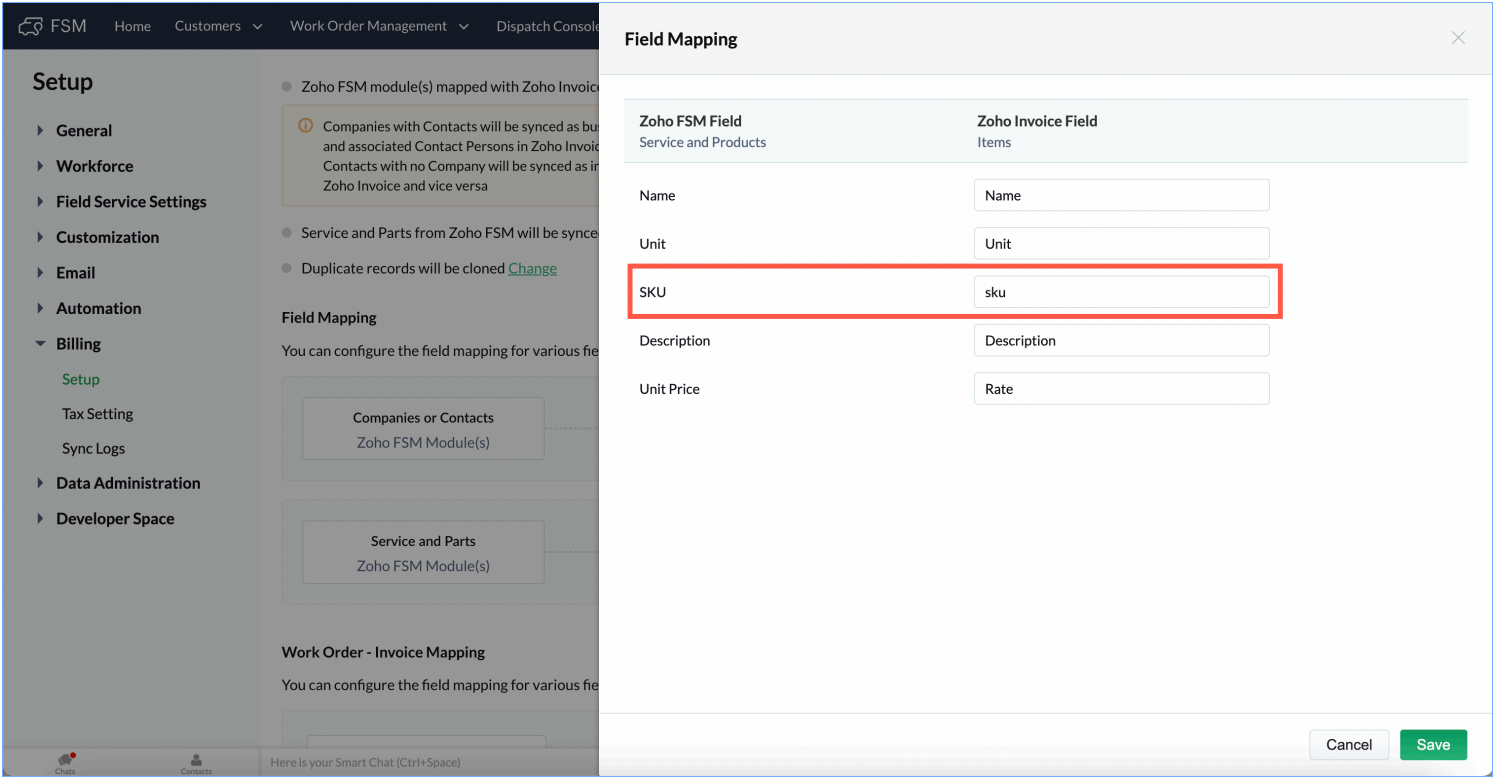 FSM
Home
Customers
Work Order Management
Dispatch Console
Setup
General
Workforce
Field Service Settings
Customization
Email
Automation
Billing
Setup
Tax Setting
Sync Logs
Data Administration
Developer Space
Zoho FSM module(s) mapped with Zoho Invoice
Companies with Contacts will be synced as bus
and associated Contact Persons in Zoho Invoic
Contacts with no Company will be synced as in
Zoho Invoice and vice versa
Service and Parts from Zoho FSM will be synce
Duplicate records will be cloned Change
Field Mapping
You can configure the field mapping for various fie
Companies or Contacts
Zoho FSM Module(s)
Service and Parts
Zoho FSM Module(s)
Work Order - Invoice Mapping
You can configure the field mapping for various fie
Chats
Contacts
Here is your Smart Chat (Ctrl+Space)
Field Mapping
Zoho FSM Field
Zoho Invoice Field
Service and Products
Items
Name
Name
Unit
Unit
SKU
sku
Description
Description
Unit Price
Rate
Cancel
Save